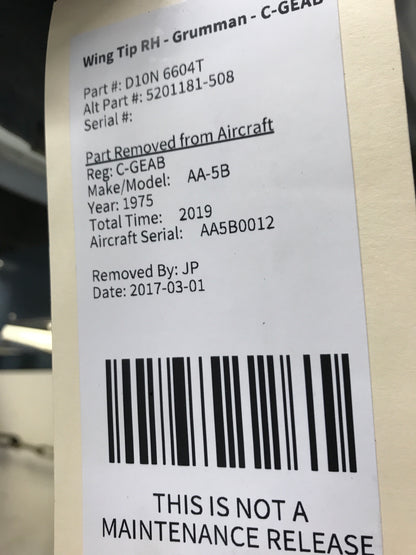 Wing Tip RH - Grumman - C-GEAB
Part #: D10N 6604T
Alt Part #: 5201181-508
Serial #:
Part Removed from Aircraft
Reg: C-GEAB
Make/Model: AA-5B
Year: 1975
Total Time: 2019
Aircraft Serial: AA5B0012
Removed By: JP
Date: 2017-03-01
THIS IS NOT A
MAINTENANCE RELEASE